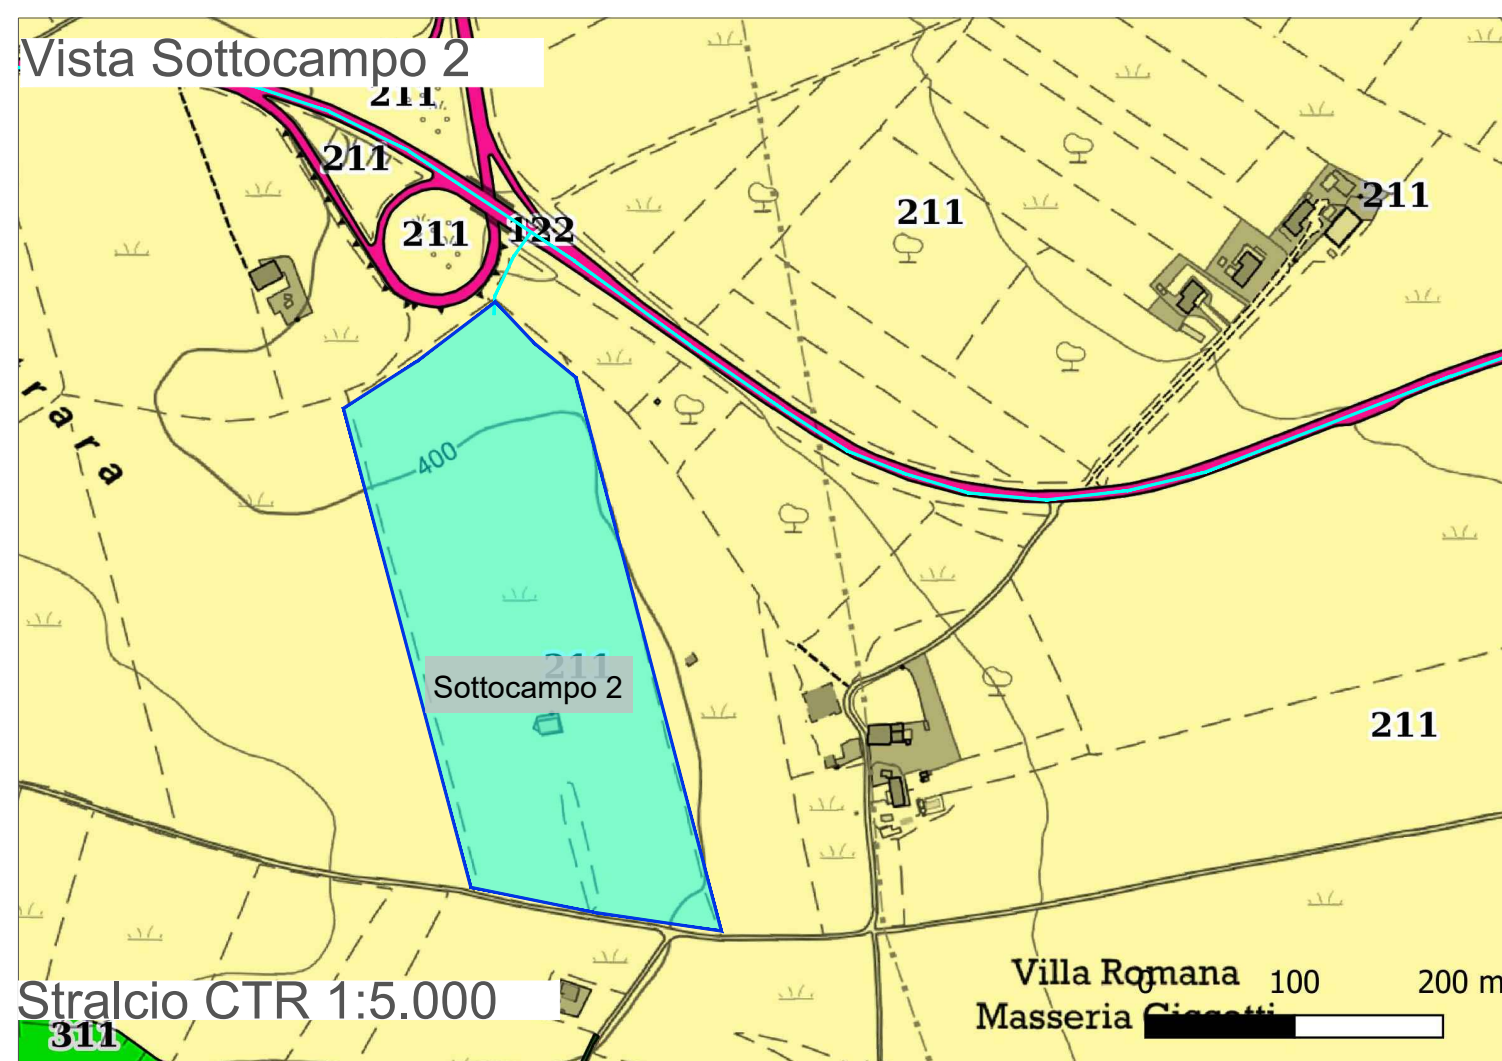 Vista Sottocampo 2
211
211
211
122
211
211
rara
400
211
Sottocampo 2
211
Villa Romana
0 100 200 m
Masseria
Stralcio CTR 1:5.000
311